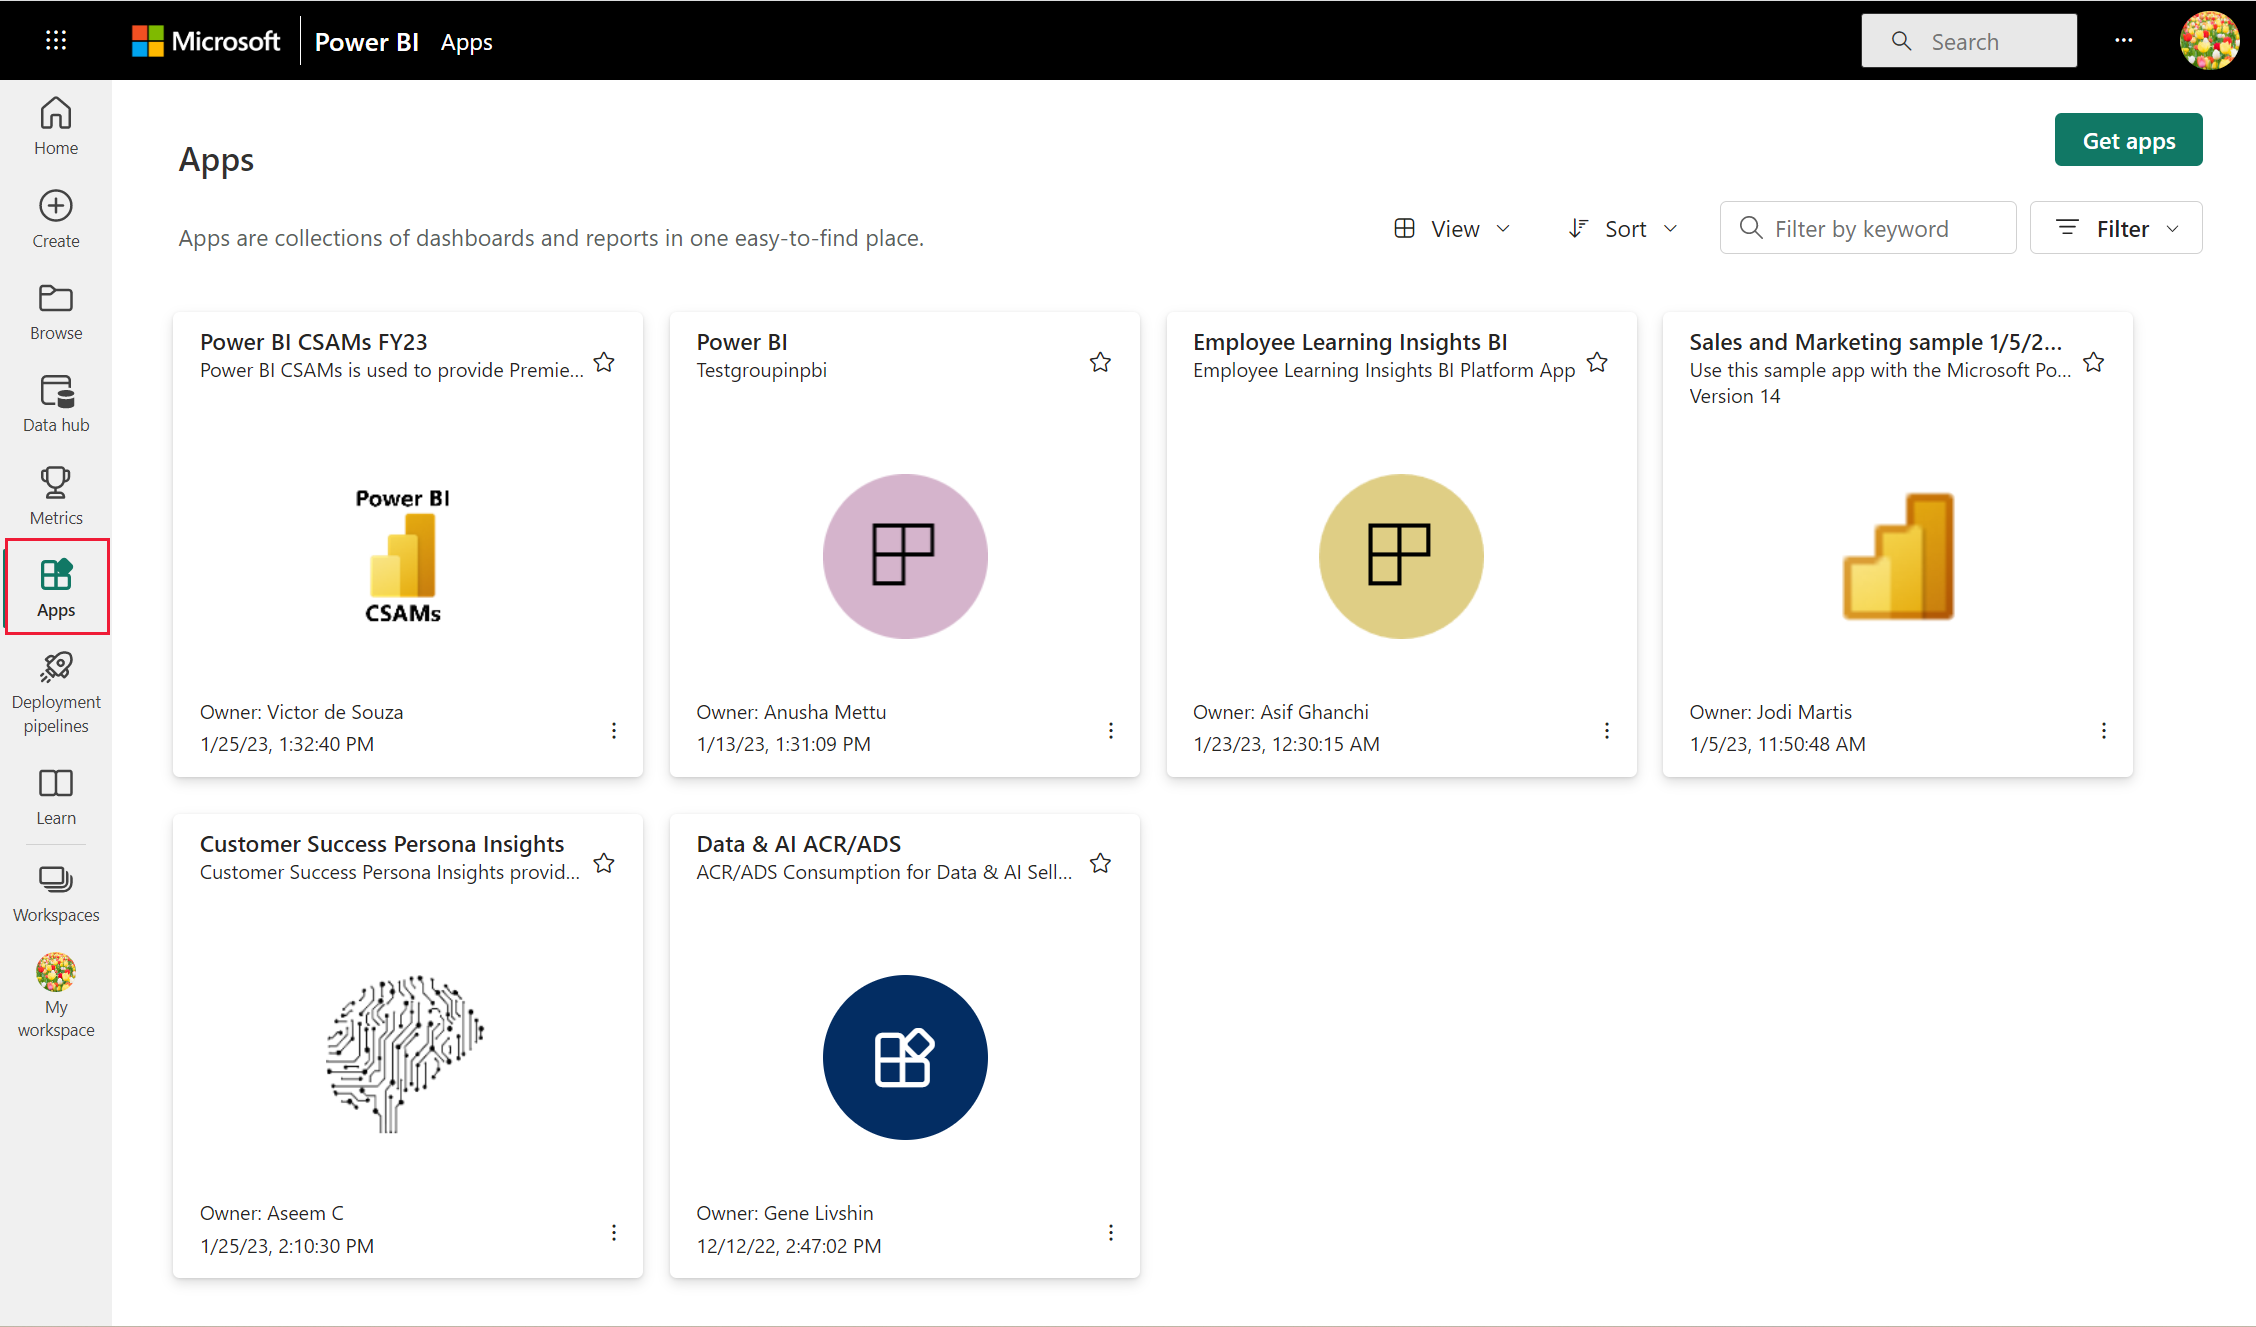 Microsoft
Power BI
Apps
Search
Home
Create
Browse
Data hub
Metrics
Apps
Deployment
pipelines
Learn
Workspaces
My
workspace
Apps
Get apps
Apps are collections of dashboards and reports in one easy-to-find place.
View
Sort
Filter by keyword
Filter
Power BI CSAMs FY23
Power BI CSAMs is used to provide Premie...
Power BI
CSAMs
Owner: Victor de Souza
1/25/23, 1:32:40 PM
Power BI
Testgroupinpbi
Owner: Anusha Mettu
1/13/23, 1:31:09 PM
Employee Learning Insights BI
Employee Learning Insights BI Platform App
Owner: Asif Ghanchi
1/23/23, 12:30:15 AM
Sales and Marketing sample 1/5/2...
Use this sample app with the Microsoft Po...
Version 14
Owner: Jodi Martis
1/5/23, 11:50:48 AM
Customer Success Persona Insights
Customer Success Persona Insights provid...
Owner: Aseem C
1/25/23, 2:10:30 PM
Data & AI ACR/ADS
ACR/ADS Consumption for Data & AI Sell...
Owner: Gene Livshin
12/12/22, 2:47:02 PM